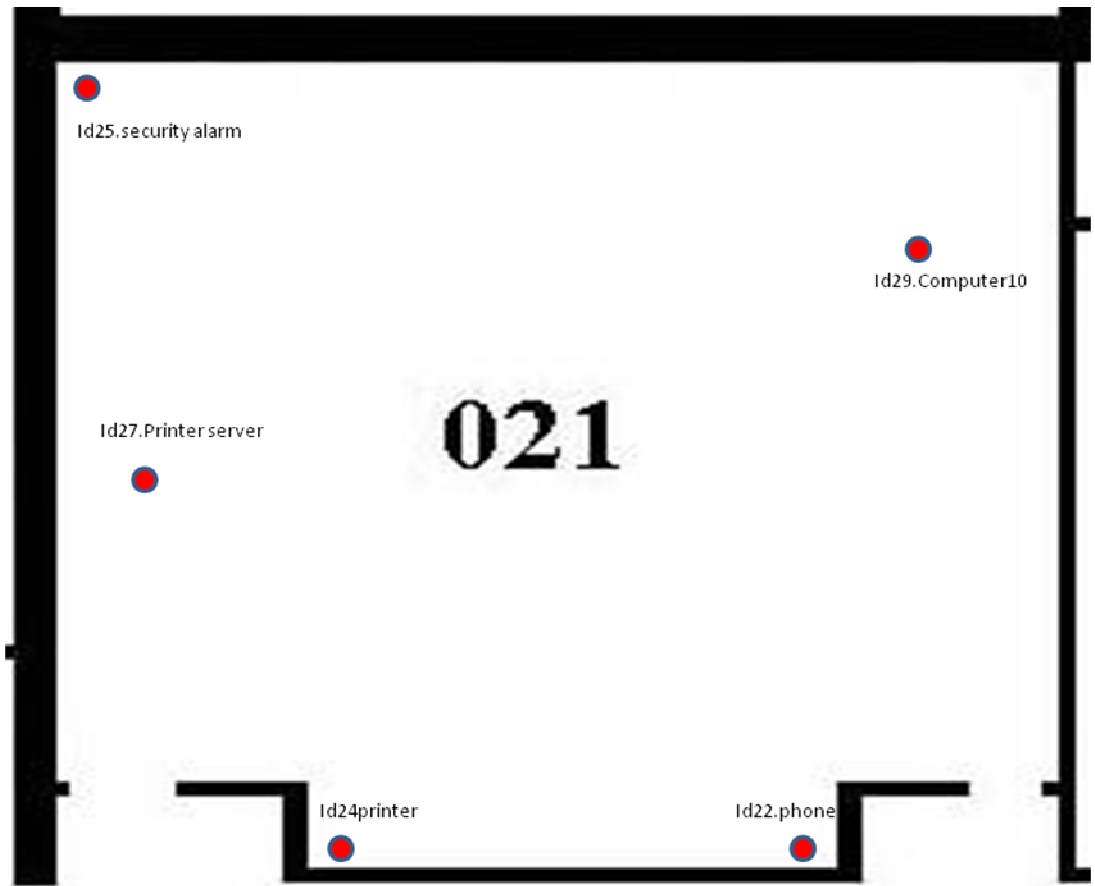 Id25.security alarm
Id29.Computer10
Id27.Printer server
021
Id24printer
Id22.phone